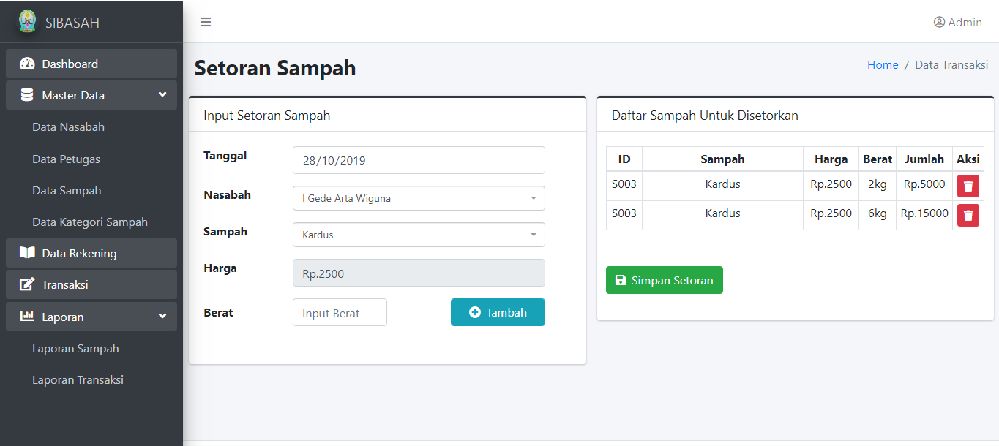 SIBASAH
Admin
Dashboard
Master Data
Data Nasabah
Data Petugas
Data Sampah
Data Kategori Sampah
Data Rekening
Transaksi
Laporan
Laporan Sampah
Laporan Transaksi
Setoran Sampah
Home / Data Transaksi
Input Setoran Sampah
Tanggal 28/10/2019
Nasabah I Gede Arta Wiguna
Sampah Kardus
Harga Rp.2500
Berat Input Berat Tambah
Daftar Sampah Untuk Disetorkan
ID Sampah Harga Berat Jumlah Aksi
S003 Kardus Rp.2500 2kg Rp.5000
S003 Kardus Rp.2500 6kg Rp.15000
Simpan Setoran